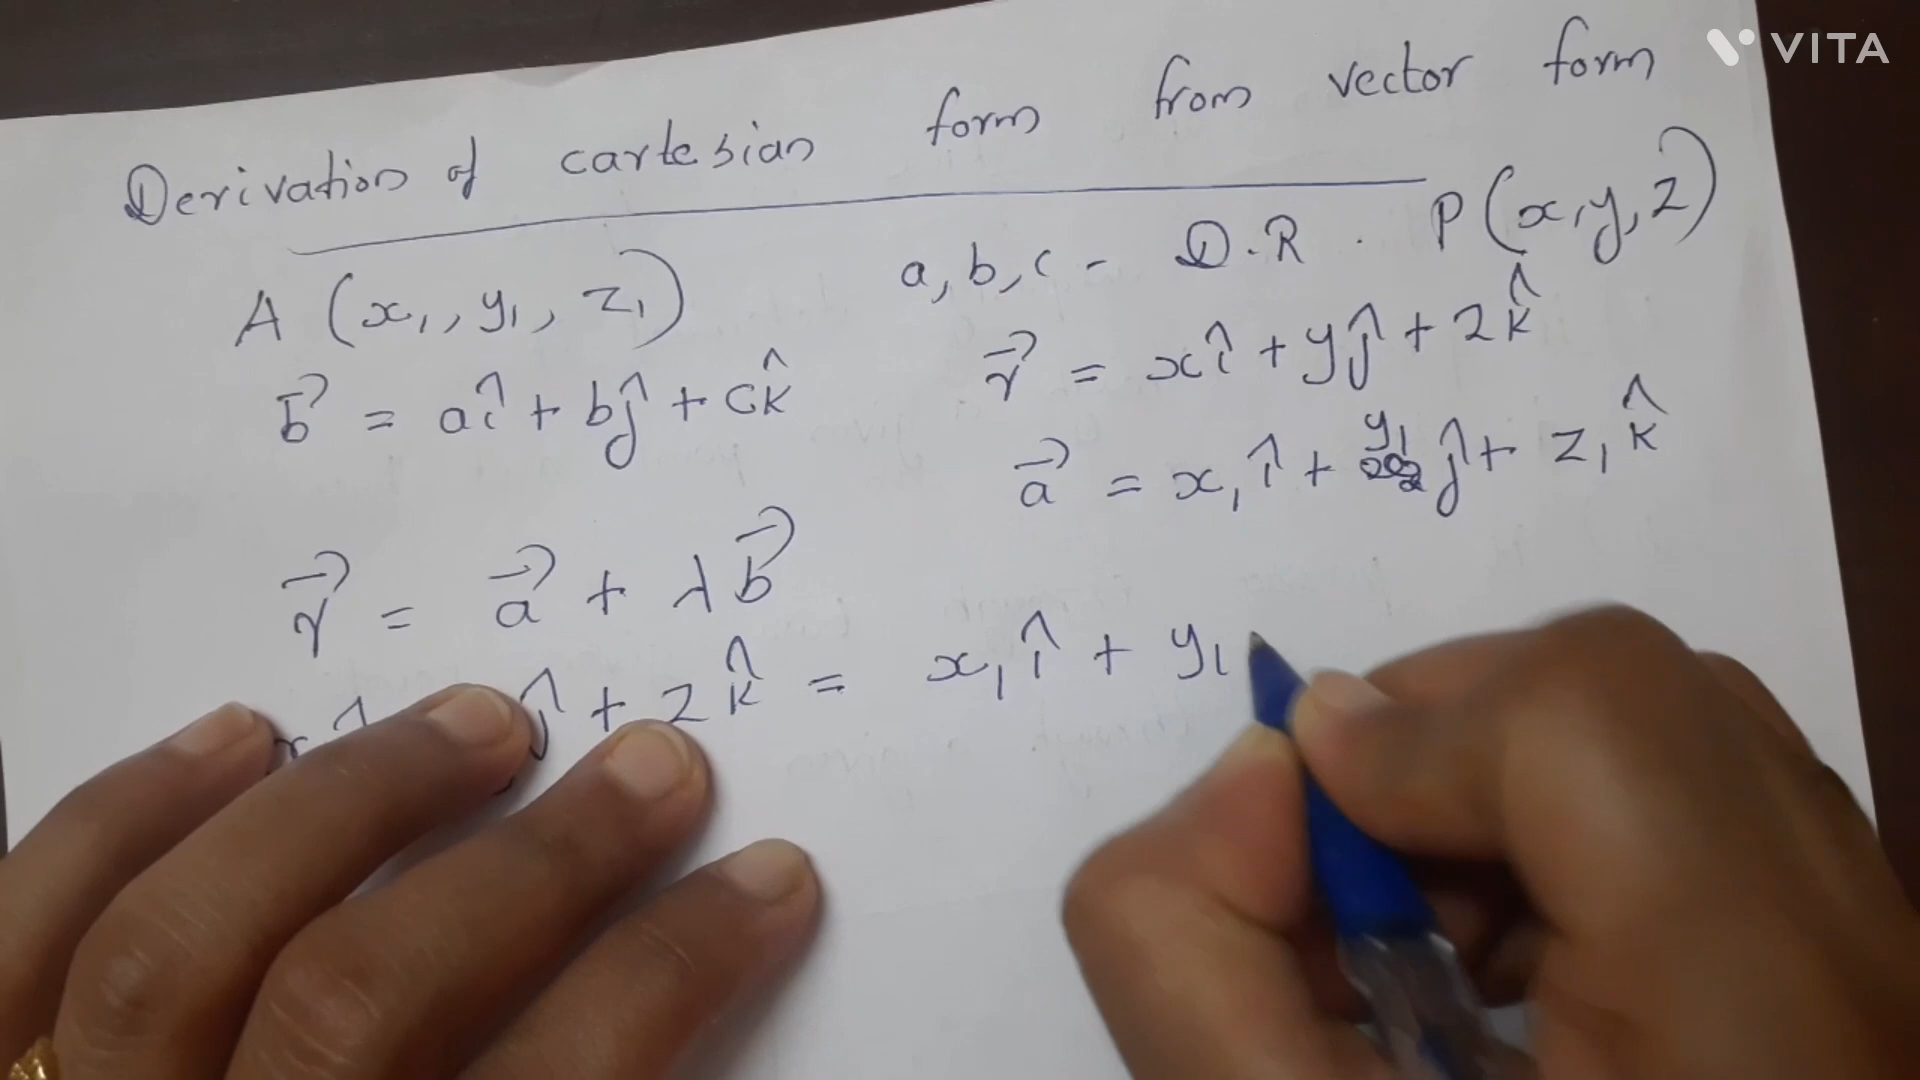 VITA
Derivation of cartesian form from vector form
A (x₁, y₁, z₁) a, b, c - D.R . P(x, y, z)
b⃗ = aî + bĵ + ck̂ r⃗ = xî + yĵ + zk̂
a⃗ = x₁î + y₁ĵ + z₁k̂
r⃗ = a⃗ + λb⃗
ĵ + zk̂ = x₁î + y₁